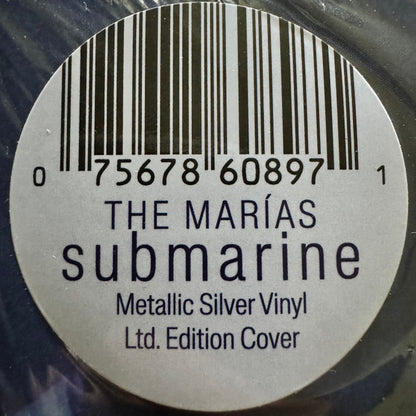 0 75678 60897 1
THE MARÍAS
submarine
Metallic Silver Vinyl
Ltd. Edition Cover